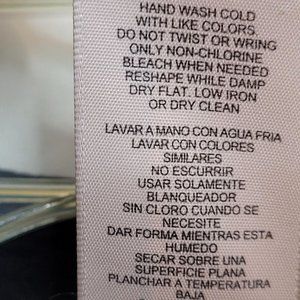 HAND WASH COLD
WITH LIKE COLORS
DO NOT TWIST OR WRING
ONLY NON-CHLORINE
BLEACH WHEN NEEDED
RESHAPE WHILE DAMP
DRY FLAT. LOW IRON
OR DRY CLEAN
LAVAR A MANO CON AGUA FRIA
LAVAR CON COLORES
SIMILARES
NO ESCURRIR
USAR SOLAMENTE
BLANQUEADOR
SIN CLORO CUANDO SE
NECESITE
DAR FORMA MIENTRAS ESTA
HUMEDO
SECAR SOBRE UNA
SUPERFICIE PLANA
PLANCHAR A TEMPERATURA
BAJA